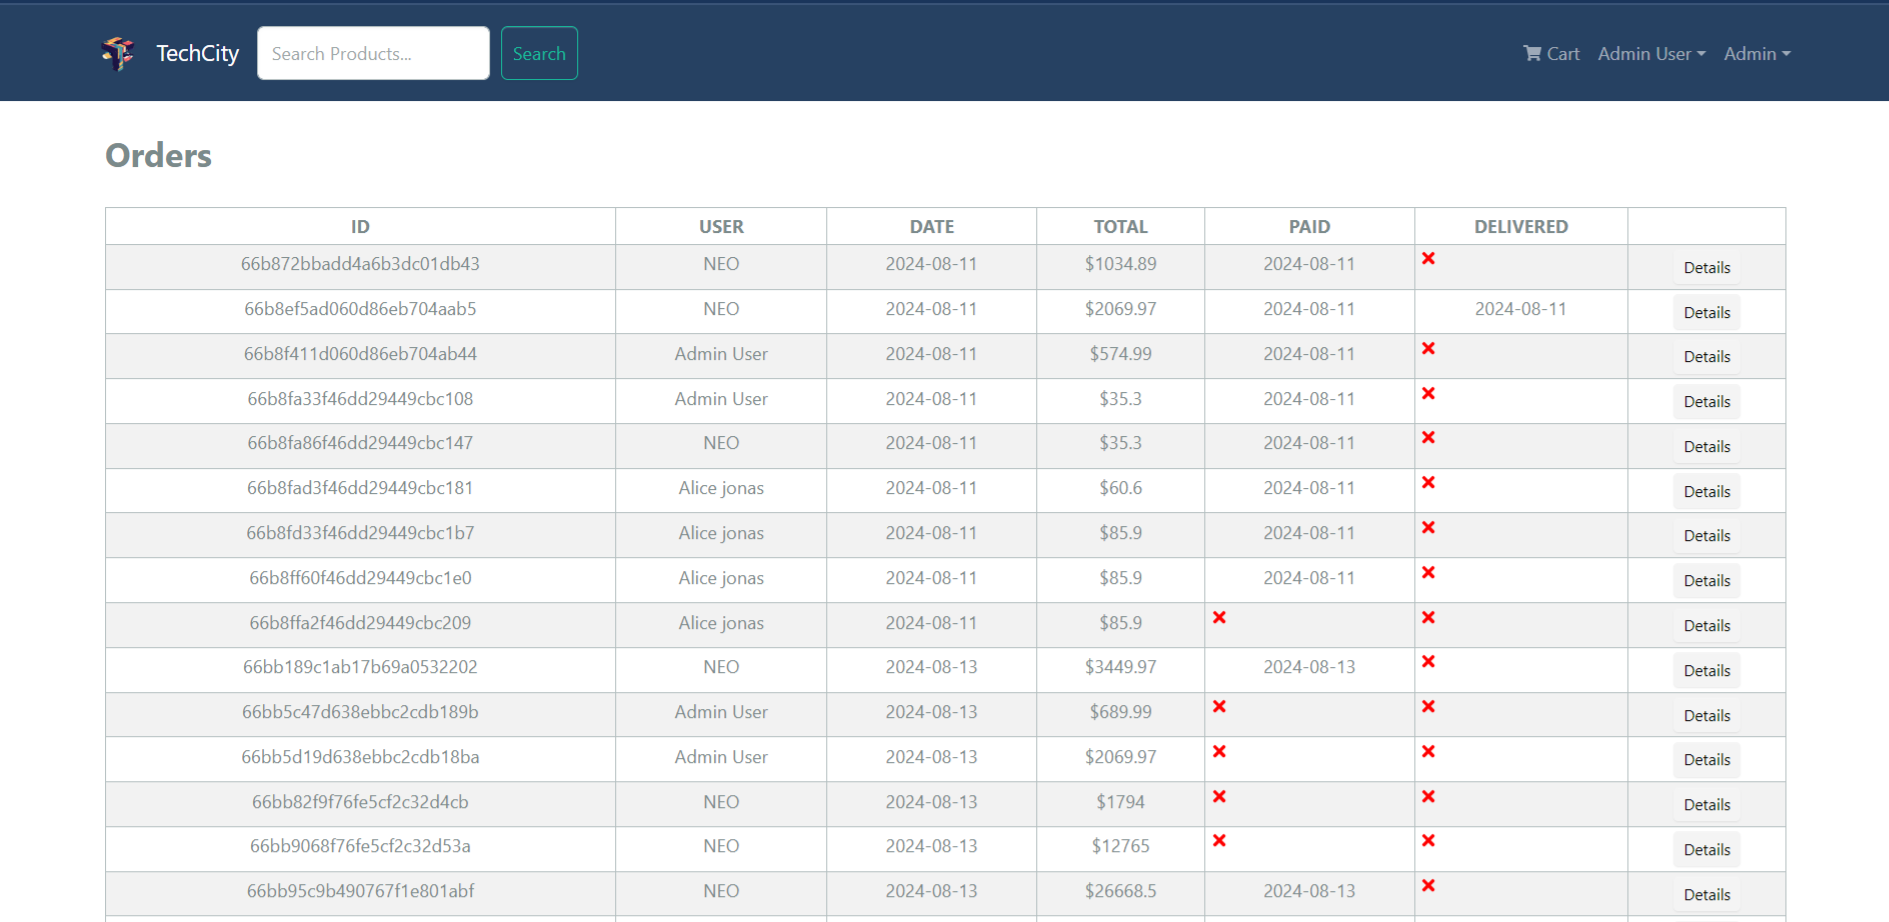 TechCity Search Products... Search Cart Admin User Admin
Orders
ID USER DATE TOTAL PAID DELIVERED
66b872bbadd4a6b3dc01db43 NEO 2024-08-11 $1034.89 2024-08-11 Details
66b8ef5ad060d86eb704aab5 NEO 2024-08-11 $2069.97 2024-08-11 2024-08-11 Details
66b8f411d060d86eb704ab44 Admin User 2024-08-11 $574.99 2024-08-11 Details
66b8fa33f46dd29449cbc108 Admin User 2024-08-11 $35.3 2024-08-11 Details
66b8fa86f46dd29449cbc147 NEO 2024-08-11 $35.3 2024-08-11 Details
66b8fad3f46dd29449cbc181 Alice jonas 2024-08-11 $60.6 2024-08-11 Details
66b8fd33f46dd29449cbc1b7 Alice jonas 2024-08-11 $85.9 2024-08-11 Details
66b8ff60f46dd29449cbc1e0 Alice jonas 2024-08-11 $85.9 2024-08-11 Details
66b8ffa2f46dd29449cbc209 Alice jonas 2024-08-11 $85.9 Details
66bb189c1ab17b69a0532202 NEO 2024-08-13 $3449.97 2024-08-13 Details
66bb5c47d638ebbc2cdb189b Admin User 2024-08-13 $689.99 Details
66bb5d19d638ebbc2cdb18ba Admin User 2024-08-13 $2069.97 Details
66bb82f9f76fe5cf2c32d4cb NEO 2024-08-13 $1794 Details
66bb9068f76fe5cf2c32d53a NEO 2024-08-13 $12765 Details
66bb95c9b490767f1e801abf NEO 2024-08-13 $26668.5 2024-08-13 Details